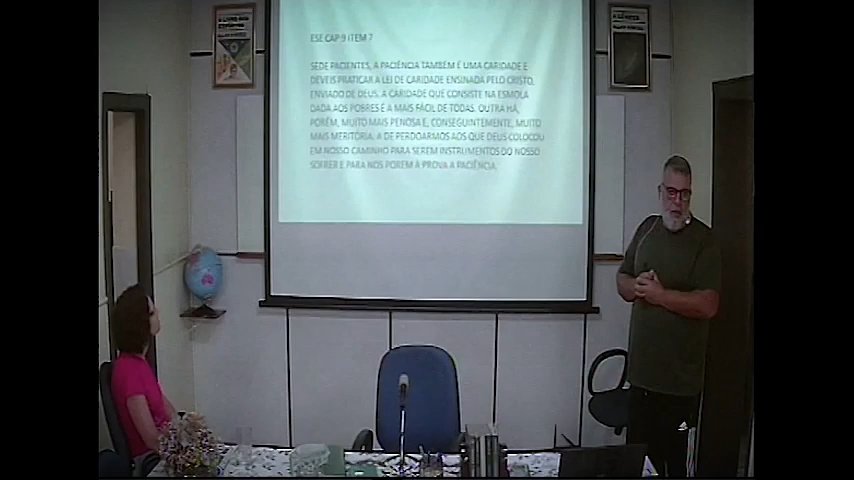 ESE CAP 9 ITEM 7
SEDE PACIENTES, A PACIÊNCIA TAMBÉM É UMA CARIDADE E
DEVEIS PRATICAR A LEI DE CARIDADE ENSINADA PELO CRISTO,
ENVIADO DE DEUS. A CARIDADE QUE CONSISTE NA ESMOLA
DADA AOS POBRES É A MAIS FÁCIL DE TODAS. OUTRA HÁ,
PORÉM, MUITO MAIS PENOSA E, CONSEGUINTEMENTE, MUITO
MAIS MERITÓRIA: A DE PERDOARMOS AOS QUE DEUS COLOCOU
EM NOSSO CAMINHO PARA SEREM INSTRUMENTOS DO NOSSO
SOFRER E PARA NOS POREM À PROVA A PACIÊNCIA.
A GÊNESE